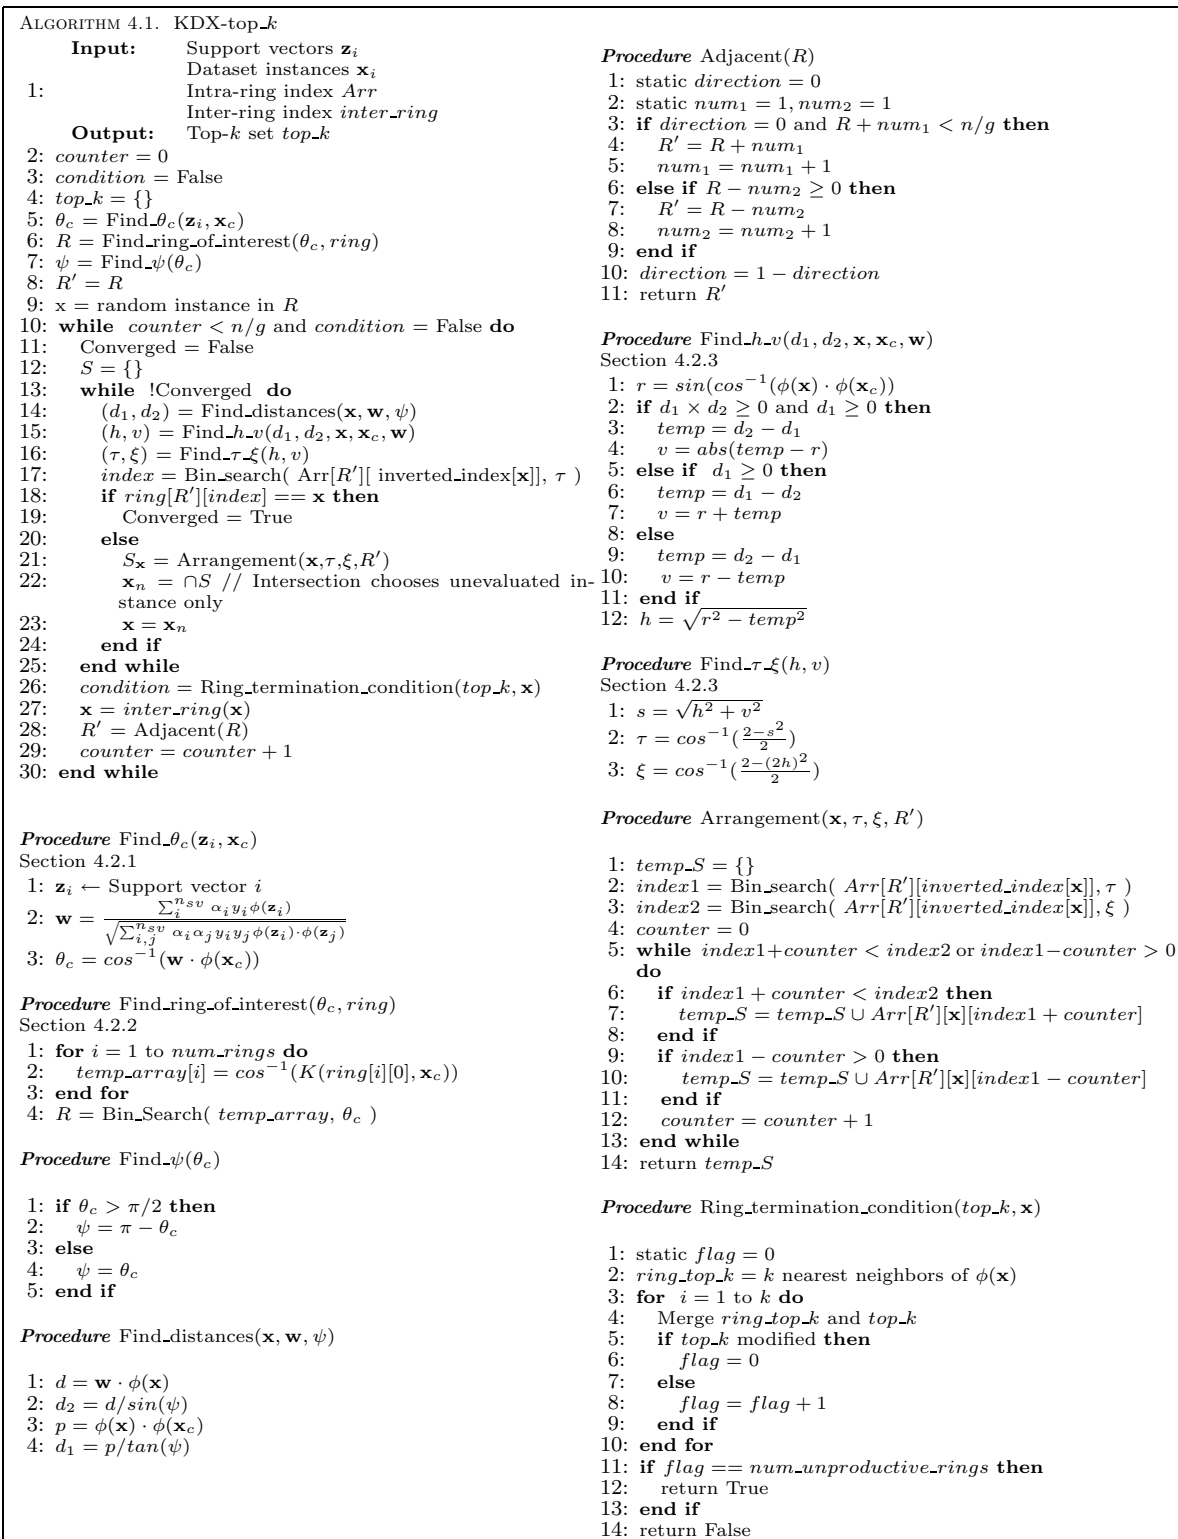 ALGORITHM 4.1. KDX-top_k
Input: Support vectors z_i
Dataset instances x_i
1: Intra-ring index Arr
Inter-ring index inter_ring
Output: Top-k set top_k
2: counter = 0
3: condition = False
4: top_k = {}
5: θ_c = Find_θ_c(z_i, x_c)
6: R = Find_ring_of_interest(θ_c, ring)
7: ψ = Find_ψ(θ_c)
8: R′ = R
9: x = random instance in R
10: while counter < n/g and condition = False do
11: Converged = False
12: S = {}
13: while !Converged do
14: (d_1, d_2) = Find_distances(x, w, ψ)
15: (h, v) = Find_h_v(d_1, d_2, x, x_c, w)
16: (τ, ξ) = Find_τ_ξ(h, v)
17: index = Bin_search( Arr[R′][ inverted_index[x]], τ )
18: if ring[R′][index] == x then
19: Converged = True
20: else
21: S_x = Arrangement(x,τ,ξ,R′)
22: x_n = ∩S // Intersection chooses unevaluated in-
stance only
23: x = x_n
24: end if
25: end while
26: condition = Ring_termination_condition(top_k, x)
27: x = inter_ring(x)
28: R′ = Adjacent(R)
29: counter = counter + 1
30: end while
Procedure Find_θ_c(z_i, x_c)
Section 4.2.1
1: z_i ← Support vector i
2: w = \frac{\sum_i^{n_{sv}} α_i y_i φ(z_i)}{\sqrt{\sum_{i,j}^{n_{sv}} α_i α_j y_i y_j φ(z_i)·φ(z_j)}}
3: θ_c = cos^{-1}(w · φ(x_c))
Procedure Find_ring_of_interest(θ_c, ring)
Section 4.2.2
1: for i = 1 to num_rings do
2: temp_array[i] = cos^{-1}(K(ring[i][0], x_c))
3: end for
4: R = Bin_Search( temp_array, θ_c )
Procedure Find_ψ(θ_c)
1: if θ_c > π/2 then
2: ψ = π − θ_c
3: else
4: ψ = θ_c
5: end if
Procedure Find_distances(x, w, ψ)
1: d = w · φ(x)
2: d_2 = d/sin(ψ)
3: p = φ(x) · φ(x_c)
4: d_1 = p/tan(ψ)
Procedure Adjacent(R)
1: static direction = 0
2: static num_1 = 1, num_2 = 1
3: if direction = 0 and R + num_1 < n/g then
4: R′ = R + num_1
5: num_1 = num_1 + 1
6: else if R − num_2 ≥ 0 then
7: R′ = R − num_2
8: num_2 = num_2 + 1
9: end if
10: direction = 1 − direction
11: return R′
Procedure Find_h_v(d_1, d_2, x, x_c, w)
Section 4.2.3
1: r = sin(cos^{-1}(φ(x) · φ(x_c))
2: if d_1 × d_2 ≥ 0 and d_1 ≥ 0 then
3: temp = d_2 − d_1
4: v = abs(temp − r)
5: else if d_1 ≥ 0 then
6: temp = d_1 − d_2
7: v = r + temp
8: else
9: temp = d_2 − d_1
10: v = r − temp
11: end if
12: h = \sqrt{r^2 − temp^2}
Procedure Find_τ_ξ(h, v)
Section 4.2.3
1: s = \sqrt{h^2 + v^2}
2: τ = cos^{-1}(\frac{2−s^2}{2})
3: ξ = cos^{-1}(\frac{2−(2h)^2}{2})
Procedure Arrangement(x, τ, ξ, R′)
1: temp_S = {}
2: index1 = Bin_search( Arr[R′][inverted_index[x]], τ )
3: index2 = Bin_search( Arr[R′][inverted_index[x]], ξ )
4: counter = 0
5: while index1+counter < index2 or index1−counter > 0
do
6: if index1 + counter < index2 then
7: temp_S = temp_S ∪ Arr[R′][x][index1 + counter]
8: end if
9: if index1 − counter > 0 then
10: temp_S = temp_S ∪ Arr[R′][x][index1 − counter]
11: end if
12: counter = counter + 1
13: end while
14: return temp_S
Procedure Ring_termination_condition(top_k, x)
1: static flag = 0
2: ring_top_k = k nearest neighbors of φ(x)
3: for i = 1 to k do
4: Merge ring_top_k and top_k
5: if top_k modified then
6: flag = 0
7: else
8: flag = flag + 1
9: end if
10: end for
11: if flag == num_unproductive_rings then
12: return True
13: end if
14: return False